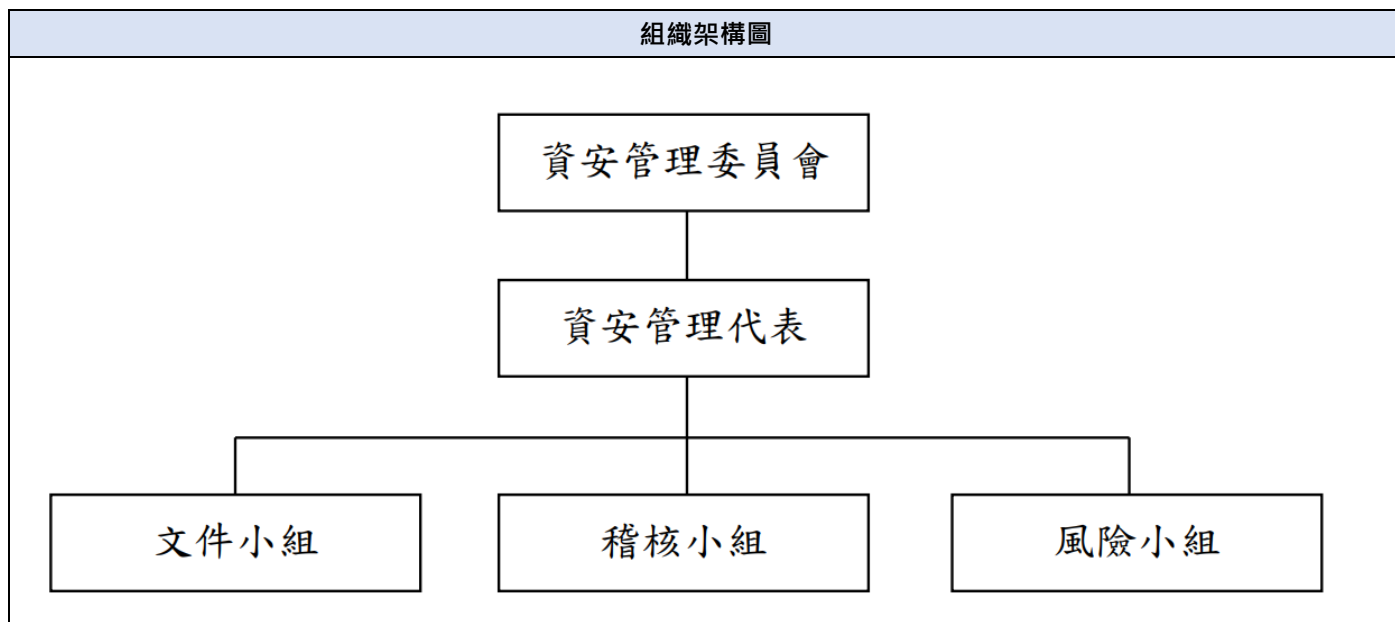 組織架構圖
資安管理委員會
資安管理代表
文件小組
稽核小組
風險小組